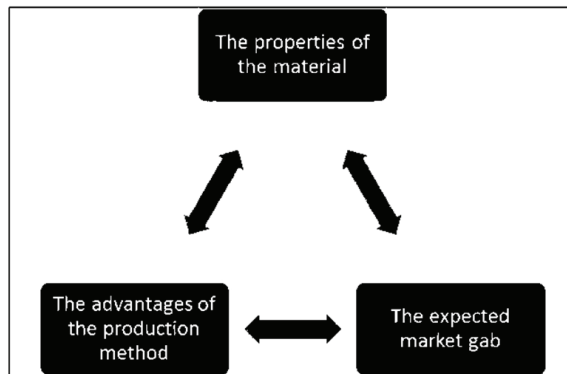 The properties of
the material
The advantages of
the production
method
The expected
market gab